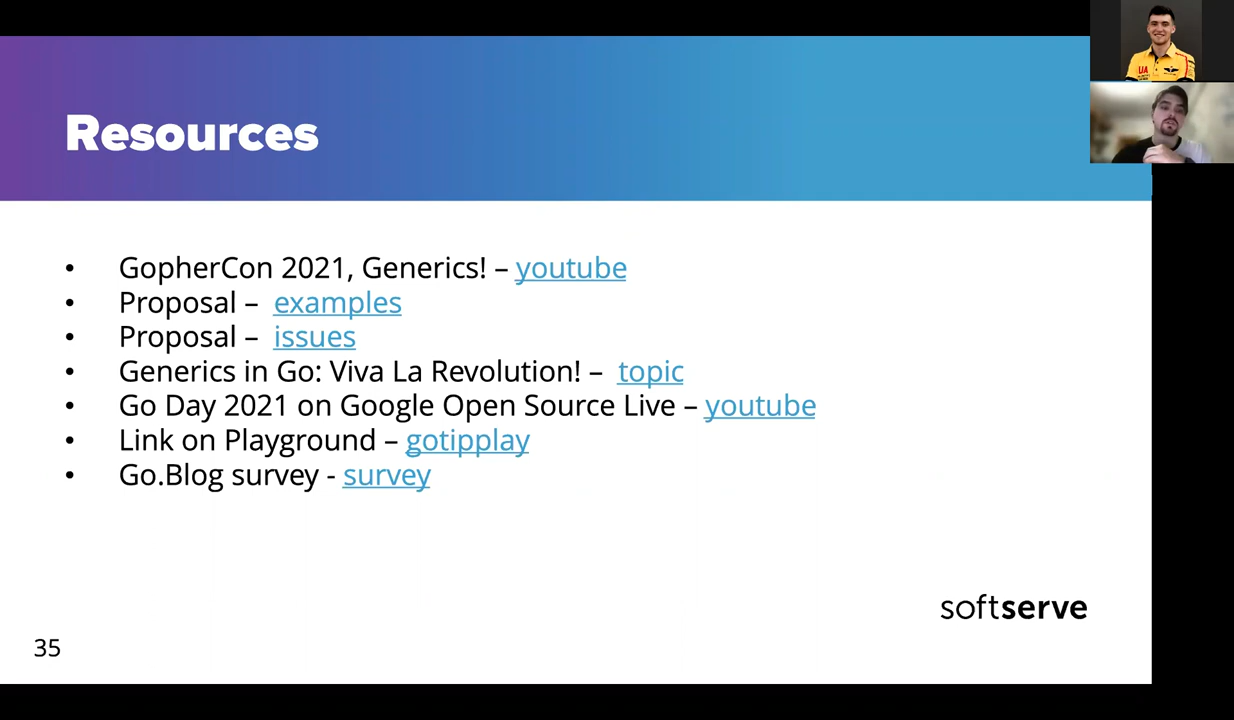 Resources
• GopherCon 2021, Generics! – youtube
• Proposal – examples
• Proposal – issues
• Generics in Go: Viva La Revolution! – topic
• Go Day 2021 on Google Open Source Live – youtube
• Link on Playground – gotipplay
• Go.Blog survey - survey
softserve
35
UA